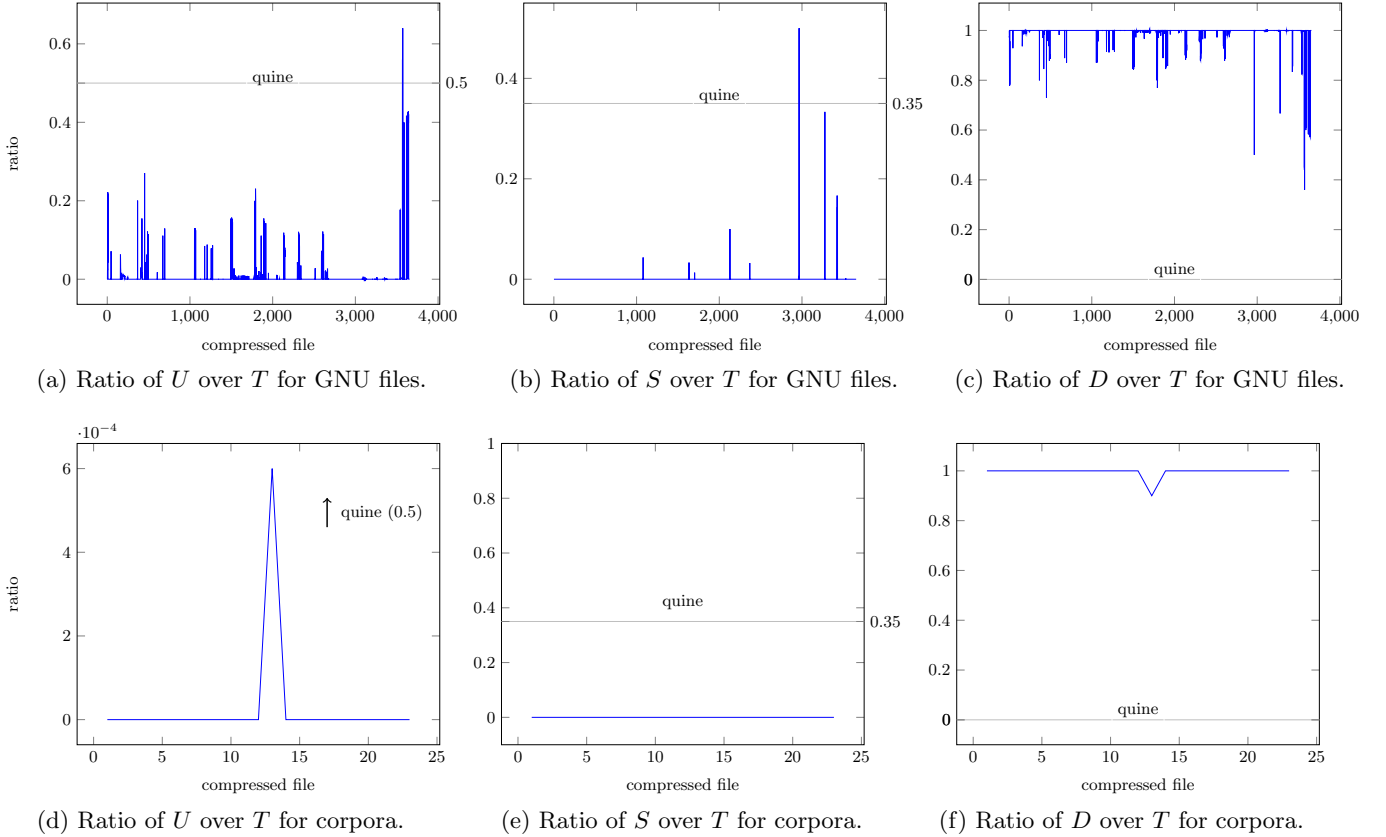 0.6
0.4
0.2
0
quine
0.5
ratio
0 1,000 2,000 3,000 4,000
compressed file
(a) Ratio of U over T for GNU files.
0.4
0.2
0
quine
0.35
0 1,000 2,000 3,000 4,000
compressed file
(b) Ratio of S over T for GNU files.
1
0.8
0.6
0.4
0.2
0
quine
0 1,000 2,000 3,000 4,000
compressed file
(c) Ratio of D over T for GNU files.
·10⁻⁴
6
4
2
0
quine (0.5)
ratio
0 5 10 15 20 25
compressed file
(d) Ratio of U over T for corpora.
1
0.8
0.6
0.4
0.2
0
quine
0.35
0 5 10 15 20 25
compressed file
(e) Ratio of S over T for corpora.
1
0.8
0.6
0.4
0.2
0
quine
0 5 10 15 20 25
compressed file
(f) Ratio of D over T for corpora.